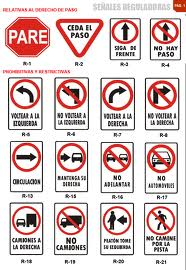 SEÑALES REGULADORAS
PAG. 1
RELATIVAS AL DERECHO DE PASO
PARE
CEDA EL
PASO
SIGA DE
FRENTE
NO HAY
PASO
R-1
R-2
R-3
R-4
PROHIBITIVAS Y RESTRICTIVAS
VOLTEAR A LA
IZQUIERDA
NO VOLTEAR A
LA IZQUIERDA
VOLTEAR A LA
DERECHA
NO VOLTEAR A
LA DERECHA
R-5
R-6
R-7
R-8
CIRCULACION
MANTENGA SU
DERECHA
NO
ADELANTAR
NO
AUTOMOVILES
R-13
R-15
R-16
R-17
CAMIONES A
LA DERECHA
NO
CAMIONES
PEATON TOME
SU IZQUIERDA
NO CAMINE
POR LA
PISTA
R-18
R-19
R-20
R-21